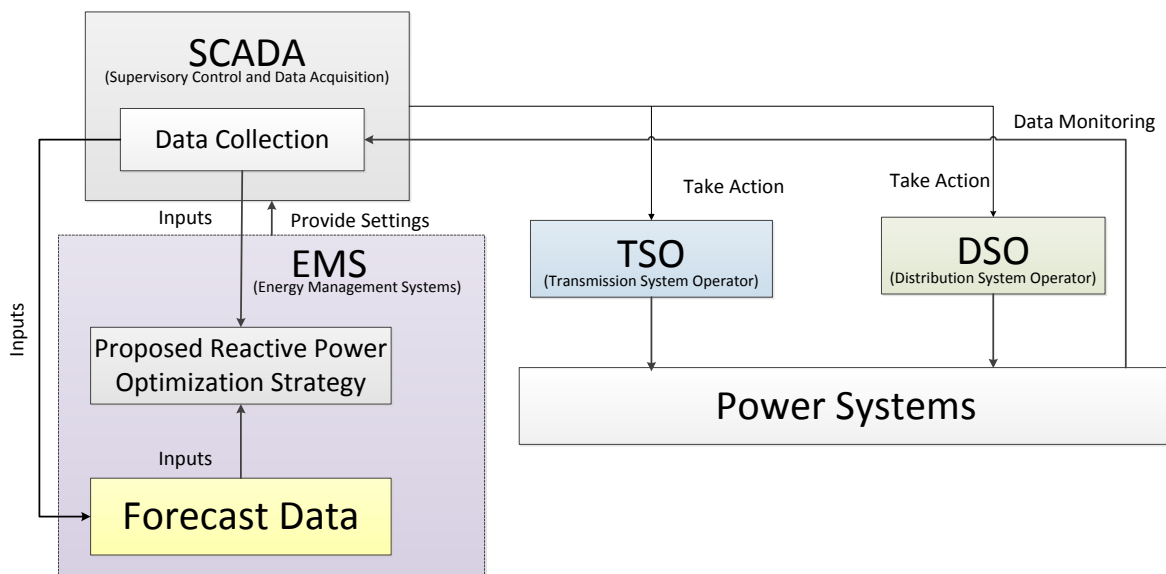 SCADA
(Supervisory Control and Data Acquisition)
Data Collection
Data Monitoring
Take Action
Take Action
Inputs
Provide Settings
TSO
(Transmission System Operator)
DSO
(Distribution System Operator)
EMS
(Energy Management Systems)
Inputs
Proposed Reactive Power
Optimization Strategy
Power Systems
Inputs
Forecast Data